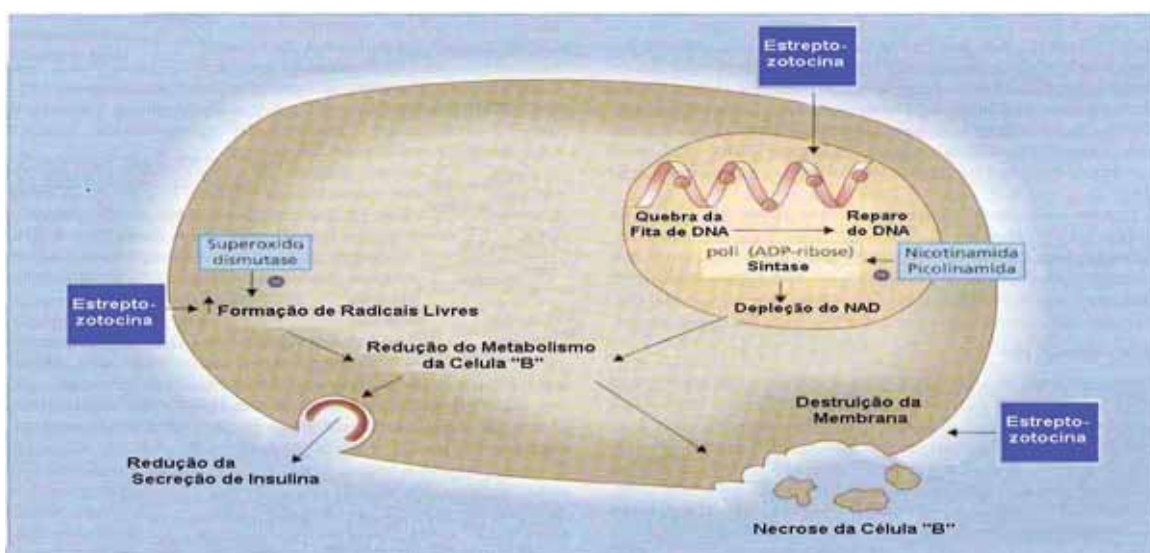 Estrepto-
zotocina
Quebra da
Fita de DNA
Reparo
do DNA
poli (ADP-ribose)
Sintase
Nicotinamida
Picolinamida
Depleção do NAD
Superoxido
dismutase
Estrepto-
zotocina
Formação de Radicais Livres
Redução do Metabolismo
da Celula "B"
Destruição da
Membrana
Estrepto-
zotocina
Redução da
Secreção de Insulina
Necrose da Célula "B"